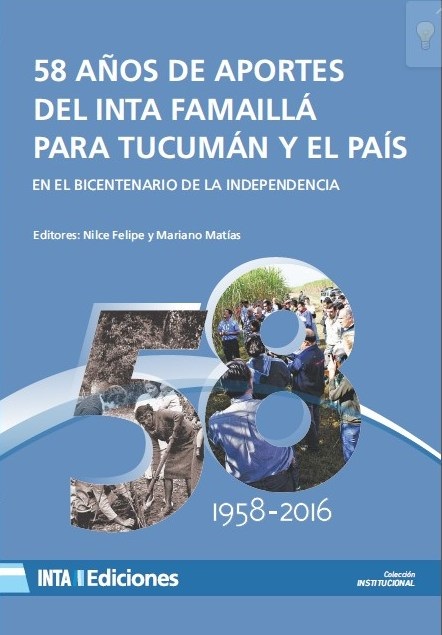 58 AÑOS DE APORTES
DEL INTA FAMAILLÁ
PARA TUCUMÁN Y EL PAÍS
EN EL BICENTENARIO DE LA INDEPENDENCIA
Editores: Nilce Felipe y Mariano Matías
58
1958-2016
INTA Ediciones
Colección
INSTITUCIONAL